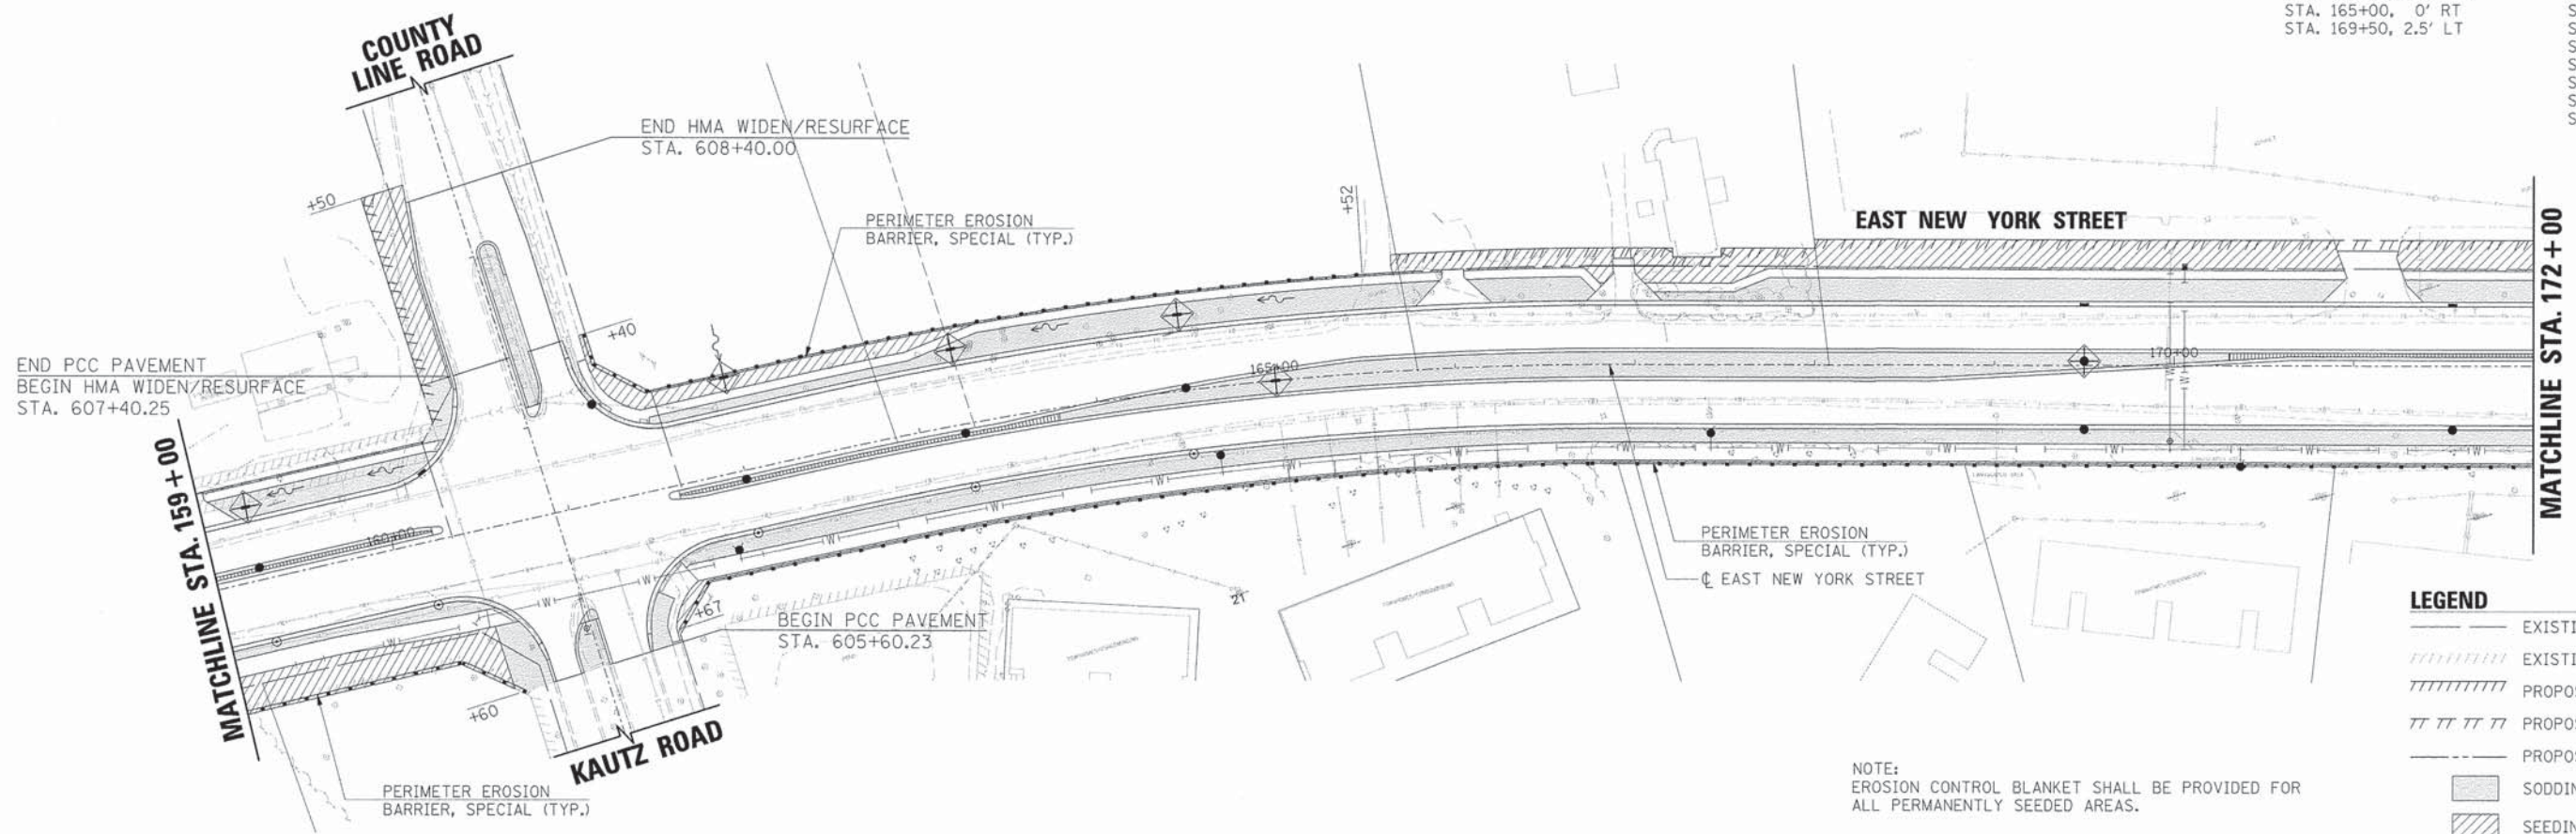 STA. 165+00, 0' RT
STA. 169+50, 2.5' LT
COUNTY
LINE ROAD
END HMA WIDEN/RESURFACE
STA. 608+40.00
+50
PERIMETER EROSION
BARRIER, SPECIAL (TYP.)
+52
EAST NEW YORK STREET
MATCHLINE STA. 172+00
+40
END PCC PAVEMENT
BEGIN HMA WIDEN/RESURFACE
STA. 607+40.25
165+00
170+00
MATCHLINE STA. 159+00
160+00
W
W
W
W
W
W
W
W
W
W
W
+67
BEGIN PCC PAVEMENT
STA. 605+60.23
21
PERIMETER EROSION
BARRIER, SPECIAL (TYP.)
℄ EAST NEW YORK STREET
+60
KAUTZ ROAD
PERIMETER EROSION
BARRIER, SPECIAL (TYP.)
NOTE:
EROSION CONTROL BLANKET SHALL BE PROVIDED FOR
ALL PERMANENTLY SEEDED AREAS.
LEGEND
EXISTI
EXISTI
PROPOS
PROPOS
PROPOS
SODDIN
SEEDIN